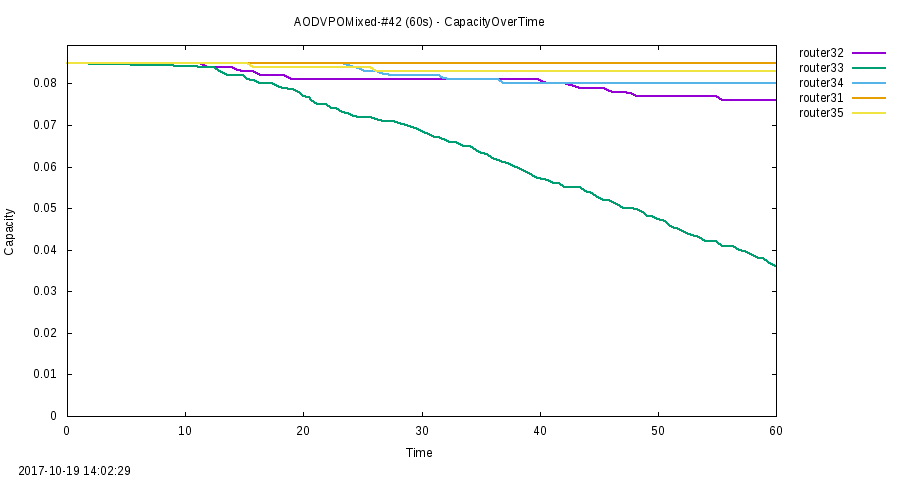 AODVPOMixed-#42 (60s) - CapacityOverTime
router32
router33
router34
router31
router35
0.08
0.07
0.06
0.05
0.04
0.03
0.02
0.01
0
Capacity
0 10 20 30 40 50 60
Time
2017-10-19 14:02:29